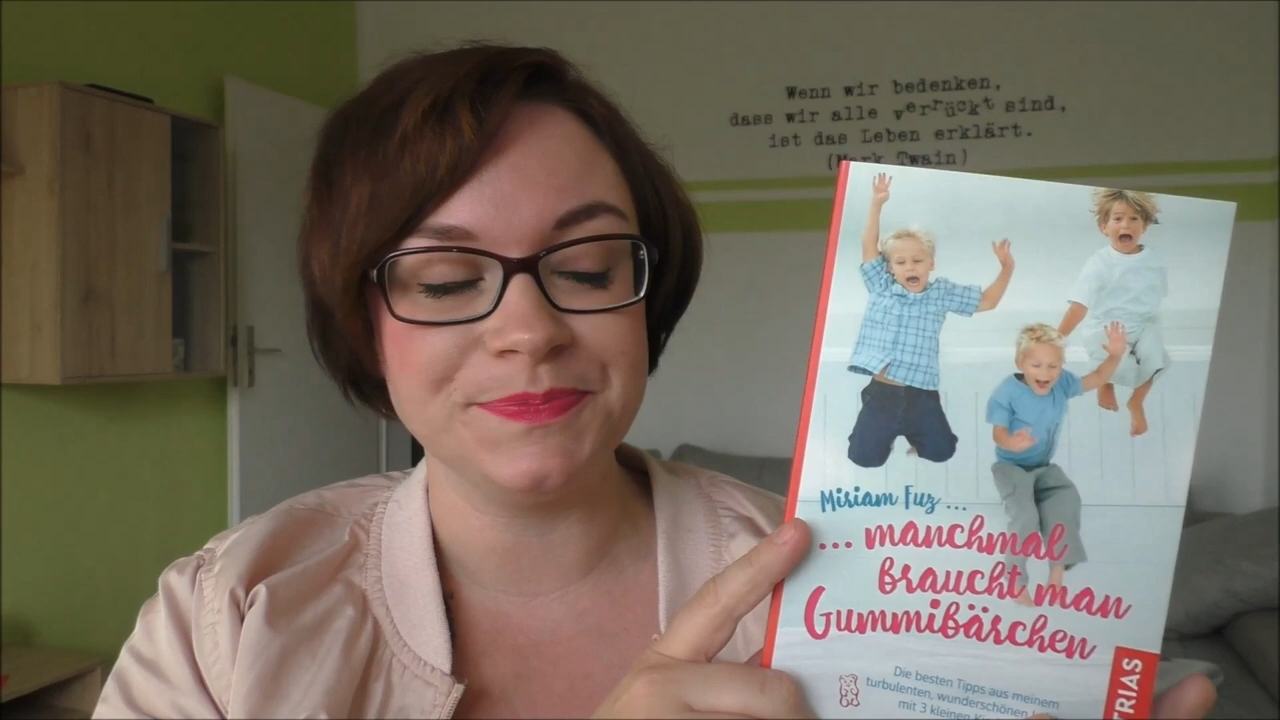 Wenn wir bedenken,
dass wir alle verrückt sind,
ist das Leben erklärt.
(Mark Twain)
Miriam Fuz ...
... manchmal
braucht man
Gummibärchen
Die besten Tipps aus meinem
turbulenten, wunderschönen
mit 3 kleinen
TRIAS